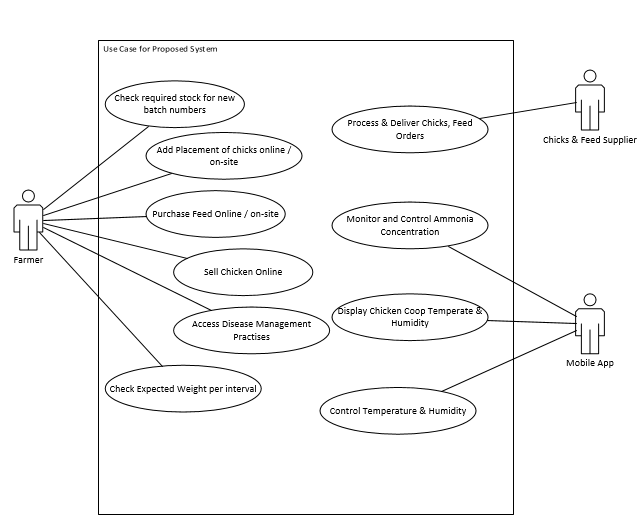 Use Case for Proposed System
Check required stock for new
batch numbers
Add Placement of chicks online /
on-site
Purchase Feed Online / on-site
Sell Chicken Online
Access Disease Management
Practises
Check Expected Weight per interval
Farmer
Process & Deliver Chicks, Feed
Orders
Monitor and Control Ammonia
Concentration
Display Chicken Coop Temperate &
Humidity
Control Temperature & Humidity
Chicks & Feed Supplier
Mobile App